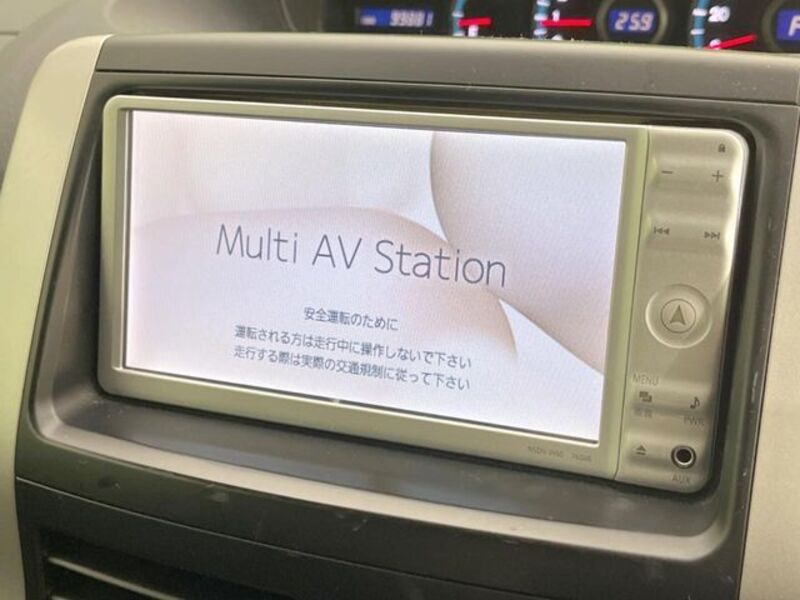 259
20
F
Multi AV Station
安全運転のために
運転される方は走行中に操作しないで下さい
走行する際は実際の交通規制に従って下さい
MENU
PWR
AUX